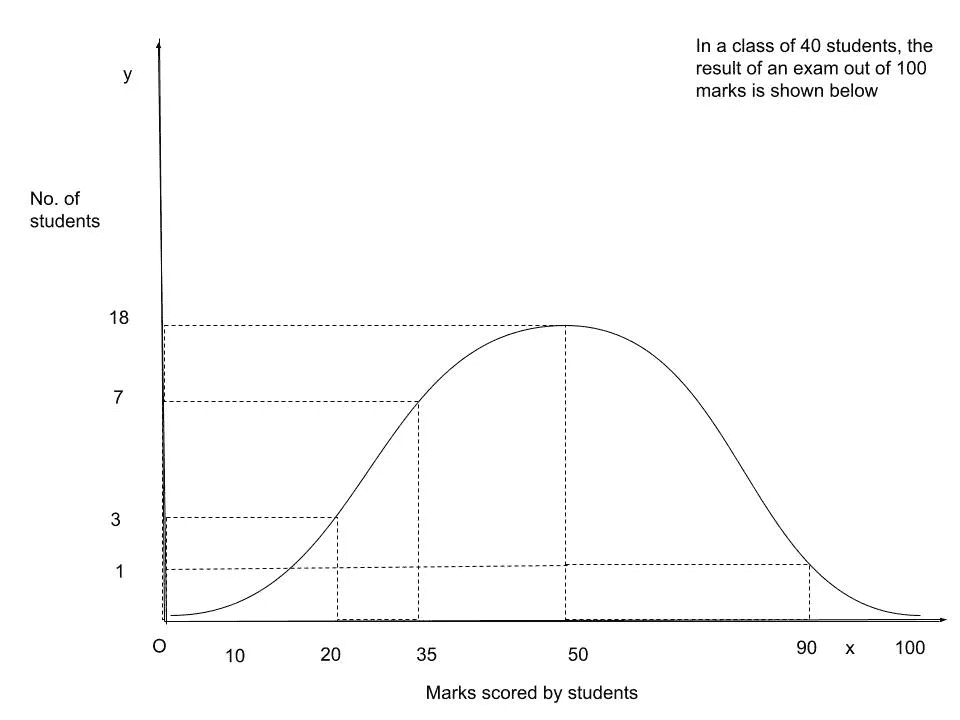 In a class of 40 students, the
result of an exam out of 100
marks is shown below
y
No. of
students
18
7
3
1
O
10
20
35
50
90
x
100
Marks scored by students